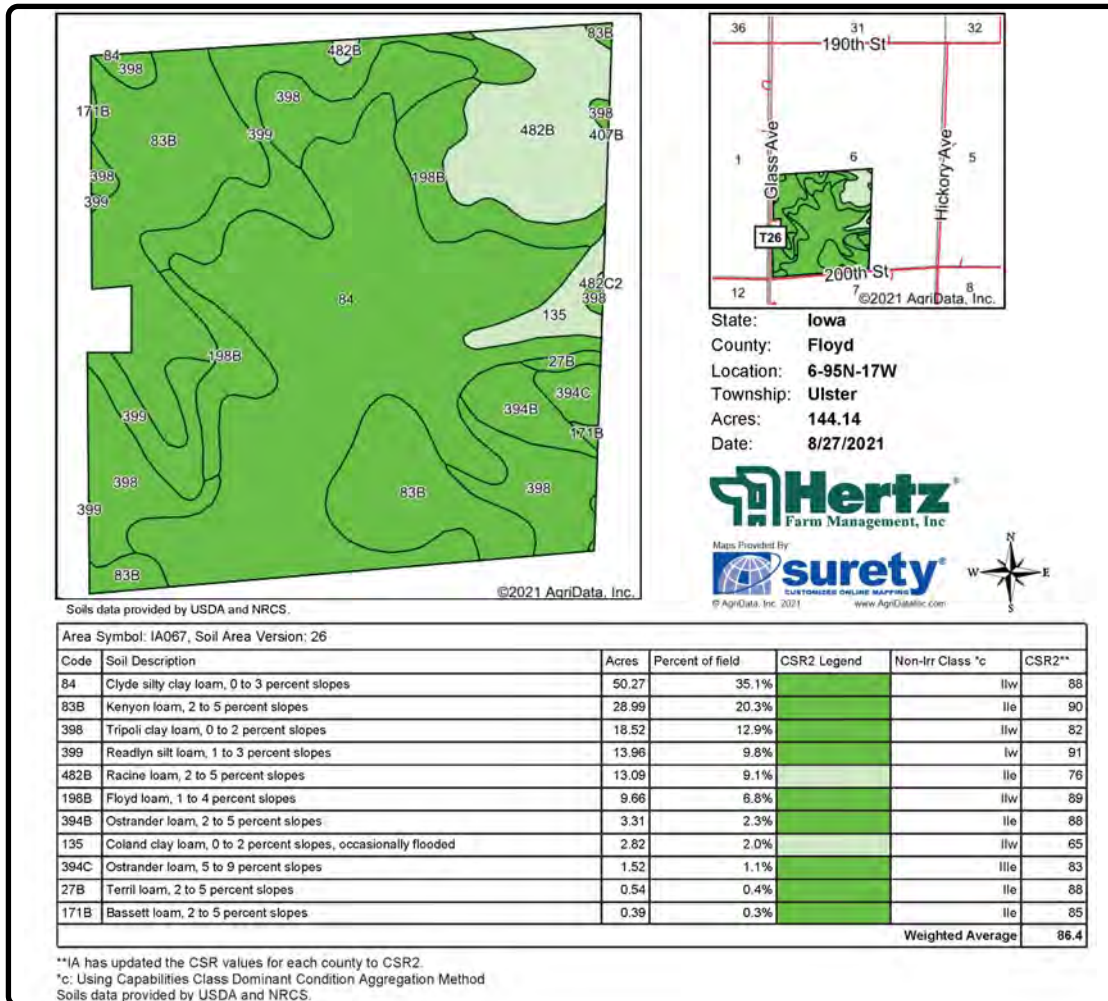 482B
83B
84
398
171B
398
398
399
482B
407B
83B
398
198B
399
482C2
398
84
135
198B
27B
394C
394B
399
171B
398
83B
398
399
83B
©2021 AgriData, Inc.
Soils data provided by USDA and NRCS.
36 31 32
190th St
1 6 5
Glass Ave
Hickory Ave
T26
200th St
12 7 8
©2021 AgriData, Inc.
State: Iowa
County: Floyd
Location: 6-95N-17W
Township: Ulster
Acres: 144.14
Date: 8/27/2021
Hertz®
Farm Management, Inc
Maps Provided By
surety®
CUSTOMIZED ONLINE MAPPING
© AgriData, Inc. 2021 www.AgriDataInc.com
N
W E
S
Area Symbol: IA067, Soil Area Version: 26
Code Soil Description Acres Percent of field CSR2 Legend Non-Irr Class *c CSR2**
84 Clyde silty clay loam, 0 to 3 percent slopes 50.27 35.1% IIw 88
83B Kenyon loam, 2 to 5 percent slopes 28.99 20.3% IIe 90
398 Tripoli clay loam, 0 to 2 percent slopes 18.52 12.9% IIw 82
399 Readlyn silt loam, 1 to 3 percent slopes 13.96 9.8% Iw 91
482B Racine loam, 2 to 5 percent slopes 13.09 9.1% IIe 76
198B Floyd loam, 1 to 4 percent slopes 9.66 6.8% IIw 89
394B Ostrander loam, 2 to 5 percent slopes 3.31 2.3% IIe 88
135 Coland clay loam, 0 to 2 percent slopes, occasionally flooded 2.82 2.0% IIw 65
394C Ostrander loam, 5 to 9 percent slopes 1.52 1.1% IIIe 83
27B Terril loam, 2 to 5 percent slopes 0.54 0.4% IIe 88
171B Bassett loam, 2 to 5 percent slopes 0.39 0.3% IIe 85
Weighted Average 86.4
**IA has updated the CSR values for each county to CSR2.
*c: Using Capabilities Class Dominant Condition Aggregation Method
Soils data provided by USDA and NRCS.